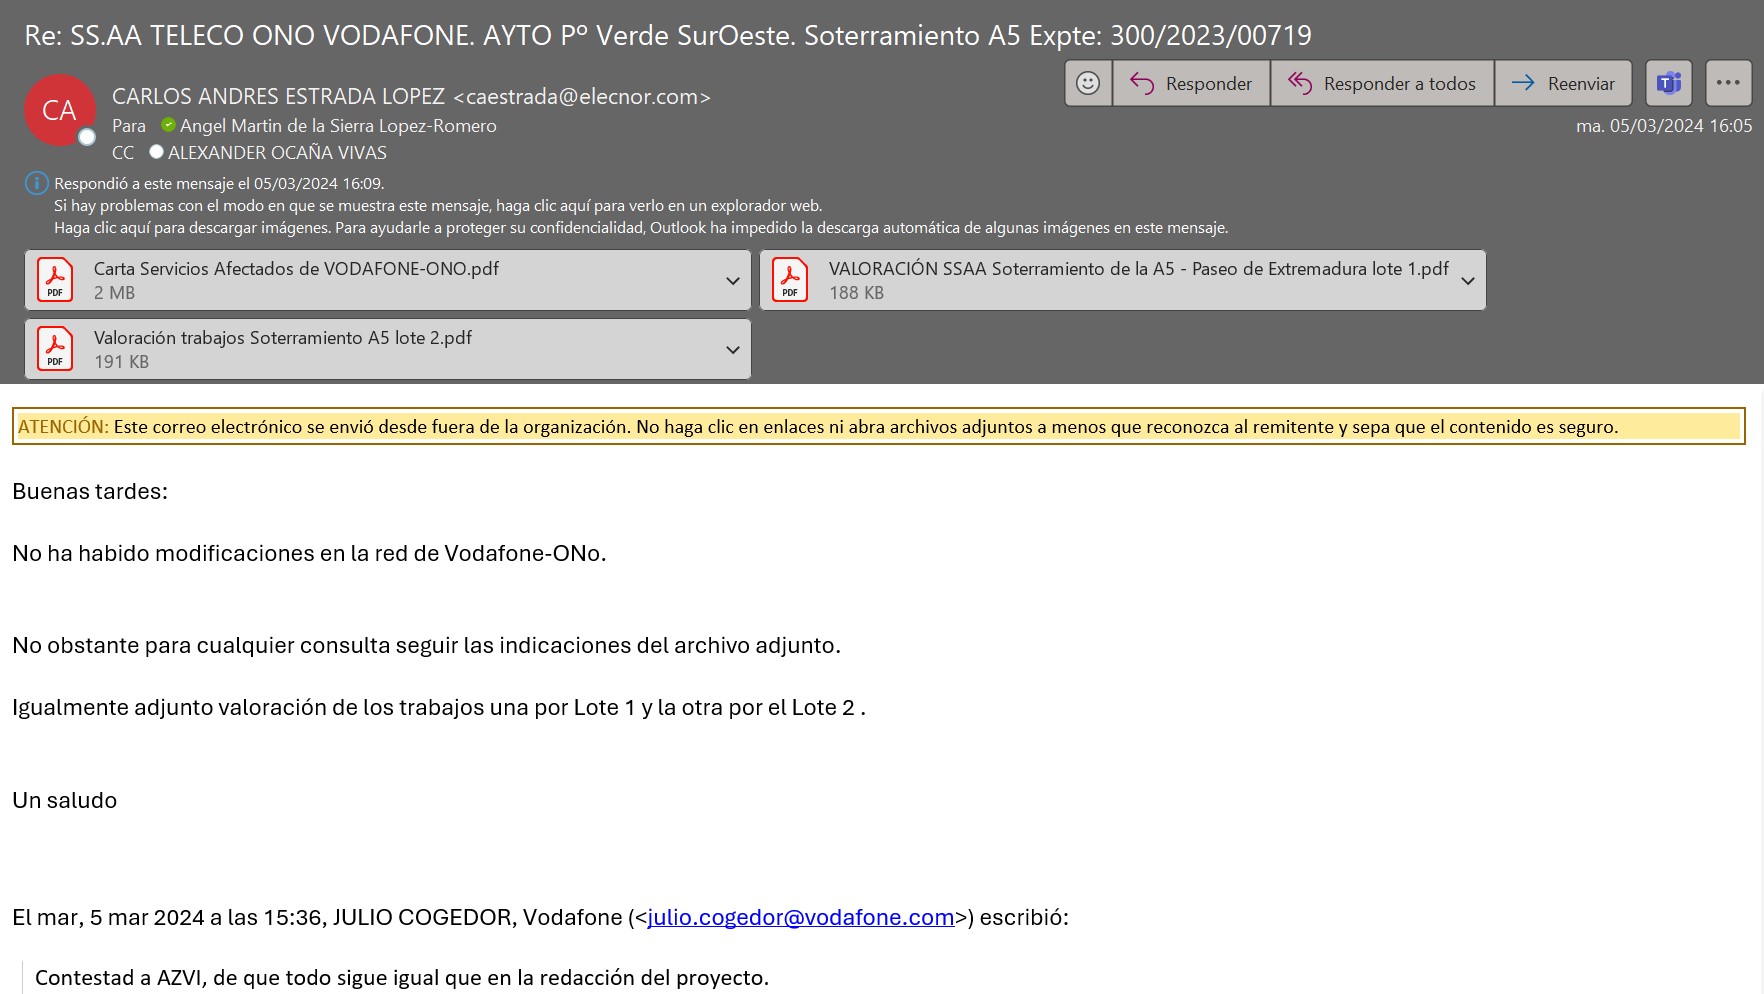 Re: SS.AA TELECO ONO VODAFONE. AYTO Pº Verde SurOeste. Soterramiento A5 Expte: 300/2023/00719
CA
CARLOS ANDRES ESTRADA LOPEZ <caestrada@elecnor.com>
Responder
Responder a todos
Reenviar
Para Angel Martin de la Sierra Lopez-Romero
ma. 05/03/2024 16:05
CC ALEXANDER OCAÑA VIVAS
Respondió a este mensaje el 05/03/2024 16:09.
Si hay problemas con el modo en que se muestra este mensaje, haga clic aquí para verlo en un explorador web.
Haga clic aquí para descargar imágenes. Para ayudarle a proteger su confidencialidad, Outlook ha impedido la descarga automática de algunas imágenes en este mensaje.
PDF
Carta Servicios Afectados de VODAFONE-ONO.pdf
2 MB
PDF
VALORACIÓN SSAA Soterramiento de la A5 - Paseo de Extremadura lote 1.pdf
188 KB
PDF
Valoración trabajos Soterramiento A5 lote 2.pdf
191 KB
ATENCIÓN: Este correo electrónico se envió desde fuera de la organización. No haga clic en enlaces ni abra archivos adjuntos a menos que reconozca al remitente y sepa que el contenido es seguro.
Buenas tardes:
No ha habido modificaciones en la red de Vodafone-ONo.
No obstante para cualquier consulta seguir las indicaciones del archivo adjunto.
Igualmente adjunto valoración de los trabajos una por Lote 1 y la otra por el Lote 2 .
Un saludo
El mar, 5 mar 2024 a las 15:36, JULIO COGEDOR, Vodafone (<julio.cogedor@vodafone.com>) escribió:
Contestad a AZVI, de que todo sigue igual que en la redacción del proyecto.